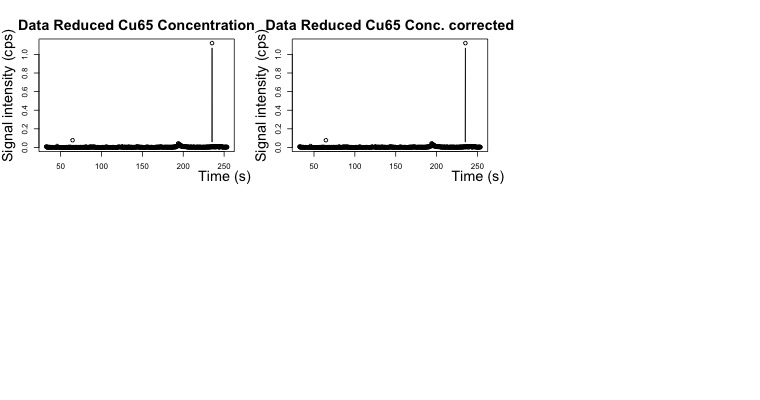 Data Reduced Cu65 Concentration
Signal intensity (cps)
0.0 0.2 0.4 0.6 0.8 1.0
50 100 150 200 250
Time (s)
Data Reduced Cu65 Conc. corrected
Signal intensity (cps)
0.0 0.2 0.4 0.6 0.8 1.0
50 100 150 200 250
Time (s)